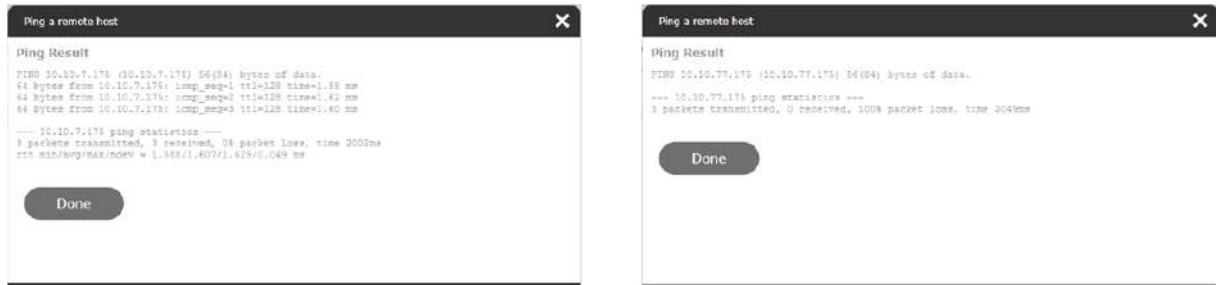 Ping a remote host
Ping Result
PING 10.10.7.175 (10.10.7.175) 56(84) bytes of data.
64 bytes from 10.10.7.175: icmp_seq=1 ttl=128 time=1.58 ms
64 bytes from 10.10.7.175: icmp_seq=2 ttl=128 time=1.62 ms
64 bytes from 10.10.7.175: icmp_seq=3 ttl=128 time=1.60 ms
--- 10.10.7.175 ping statistics ---
3 packets transmitted, 3 received, 0% packet loss, time 2002ms
rtt min/avg/max/mdev = 1.588/1.607/1.629/0.049 ms
Done
Ping a remote host
Ping Result
PING 10.10.77.175 (10.10.77.175) 56(84) bytes of data.
--- 10.10.77.175 ping statistics ---
3 packets transmitted, 0 received, 100% packet loss, time 2049ms
Done